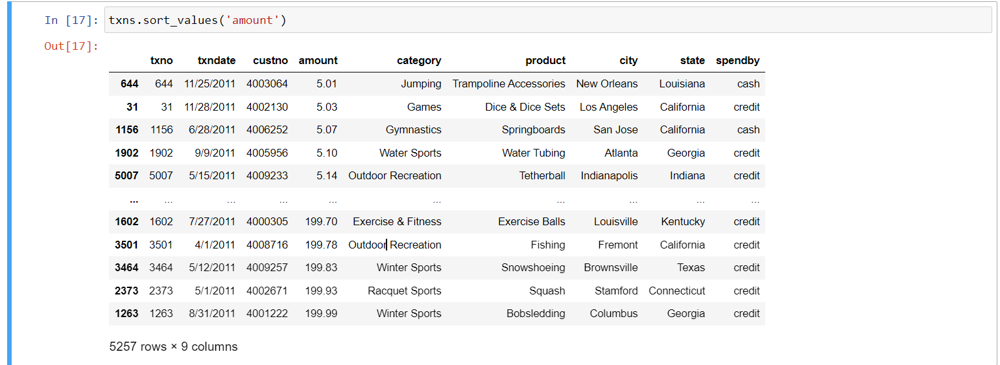 In [17]: txns.sort_values('amount')
Out[17]:
txno txndate custno amount category product city state spendby
644 644 11/25/2011 4003064 5.01 Jumping Trampoline Accessories New Orleans Louisiana cash
31 31 11/28/2011 4002130 5.03 Games Dice & Dice Sets Los Angeles California credit
1156 1156 6/28/2011 4006252 5.07 Gymnastics Springboards San Jose California cash
1902 1902 9/9/2011 4005956 5.10 Water Sports Water Tubing Atlanta Georgia credit
5007 5007 5/15/2011 4009233 5.14 Outdoor Recreation Tetherball Indianapolis Indiana credit
... ... ... ... ... ... ... ... ... ...
1602 1602 7/27/2011 4000305 199.70 Exercise & Fitness Exercise Balls Louisville Kentucky credit
3501 3501 4/1/2011 4008716 199.78 Outdoor Recreation Fishing Fremont California credit
3464 3464 5/12/2011 4009257 199.83 Winter Sports Snowshoeing Brownsville Texas credit
2373 2373 5/1/2011 4002671 199.93 Racquet Sports Squash Stamford Connecticut credit
1263 1263 8/31/2011 4001222 199.99 Winter Sports Bobsledding Columbus Georgia credit
5257 rows × 9 columns